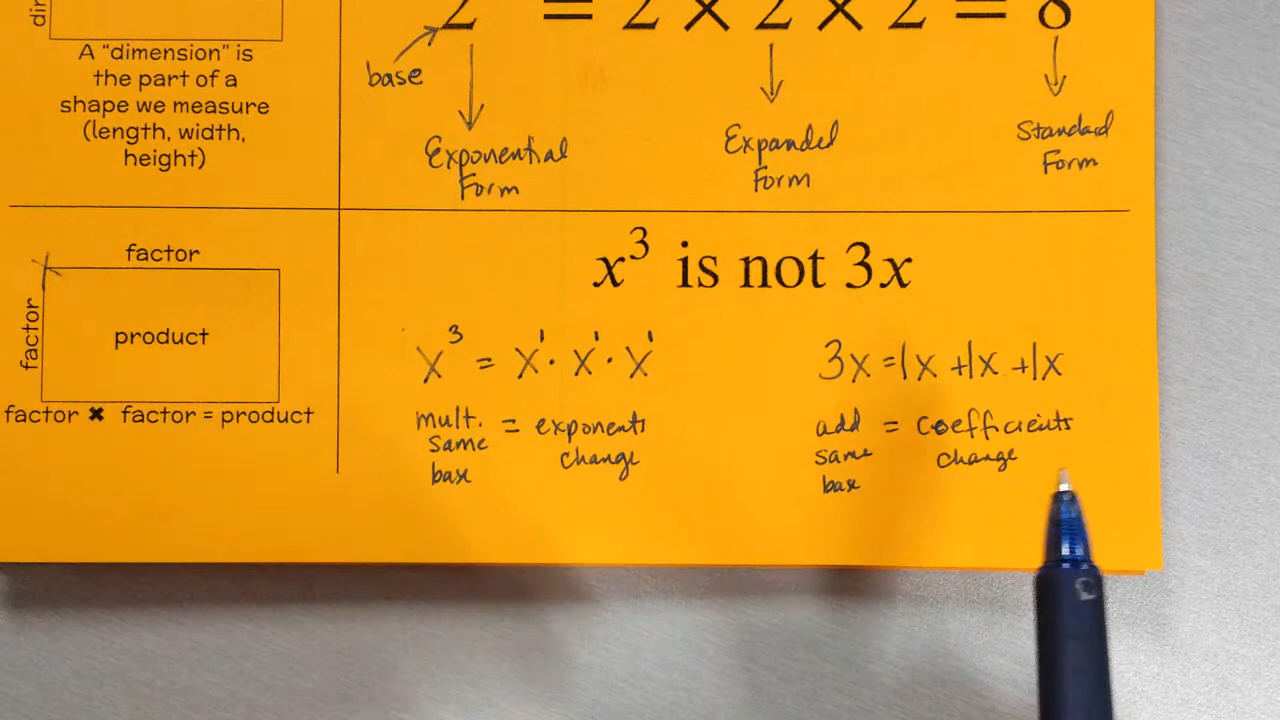 dir
A “dimension” is
the part of a
shape we measure
(length, width,
height)
2 = 2 × 2 × 2 = 8
base
Exponential
Form
Expanded
Form
Standard
Form
factor
factor
product
factor ✖ factor = product
x³ is not 3x
x³ = x¹ · x¹ · x¹
mult.
same
base
= exponents
change
3x = 1x + 1x + 1x
add
same
base
= coefficients
change